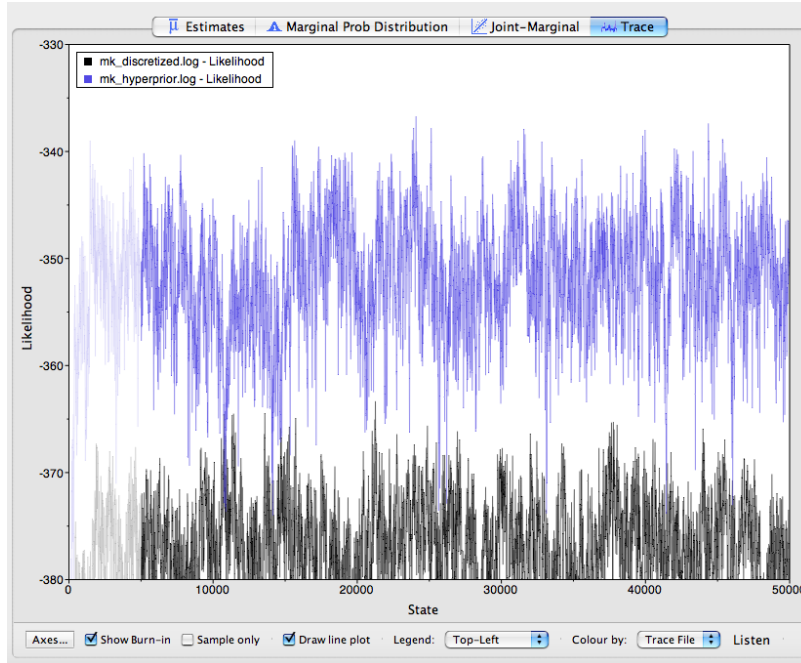 Estimates Marginal Prob Distribution Joint-Marginal Trace
-330
mk_discretized.log - Likelihood
mk_hyperprior.log - Likelihood
-340
-350
Likelihood
-360
-370
-380
0 10000 20000 30000 40000 50000
State
Axes... Show Burn-in Sample only Draw line plot Legend: Top-Left Colour by: Trace File Listen